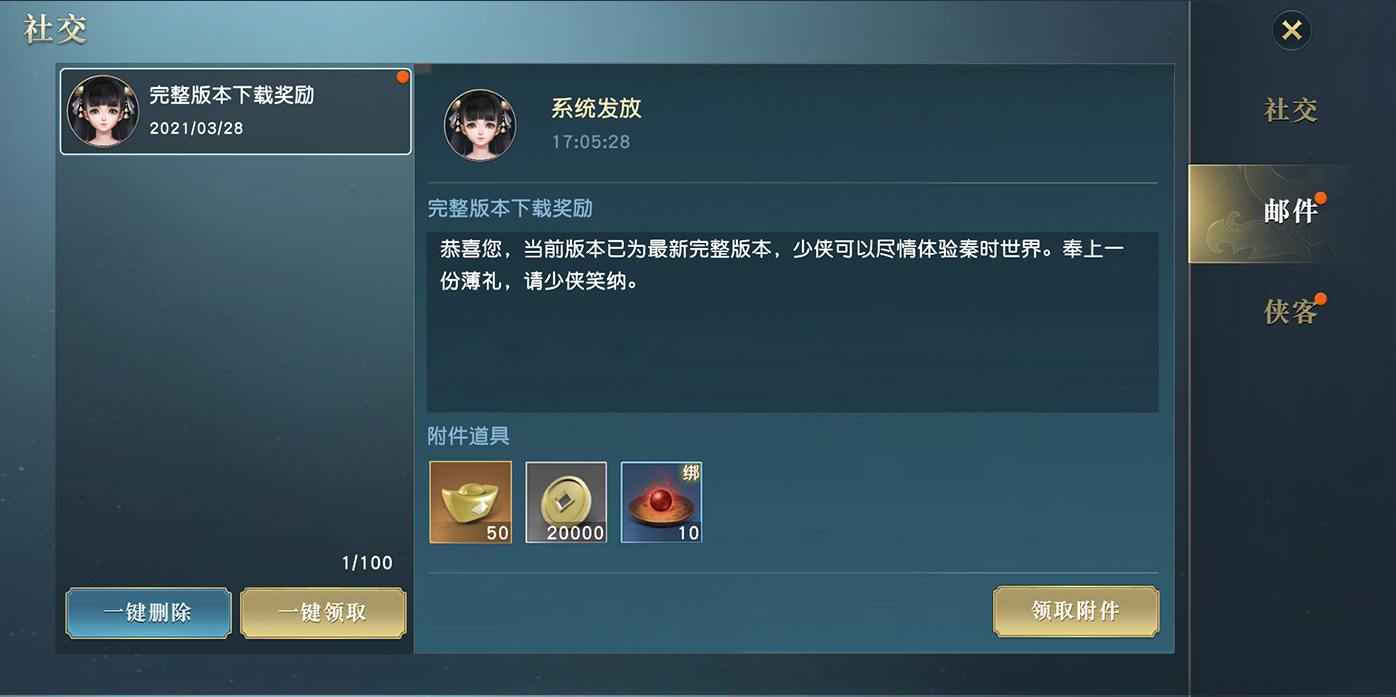 社交
完整版本下载奖励
2021/03/28
1/100
一键删除
一键领取
系统发放
17:05:28
完整版本下载奖励
恭喜您，当前版本已为最新完整版本，少侠可以尽情体验秦时世界。奉上一
份薄礼，请少侠笑纳。
附件道具
50
20000
绑
10
领取附件
社交
邮件
侠客